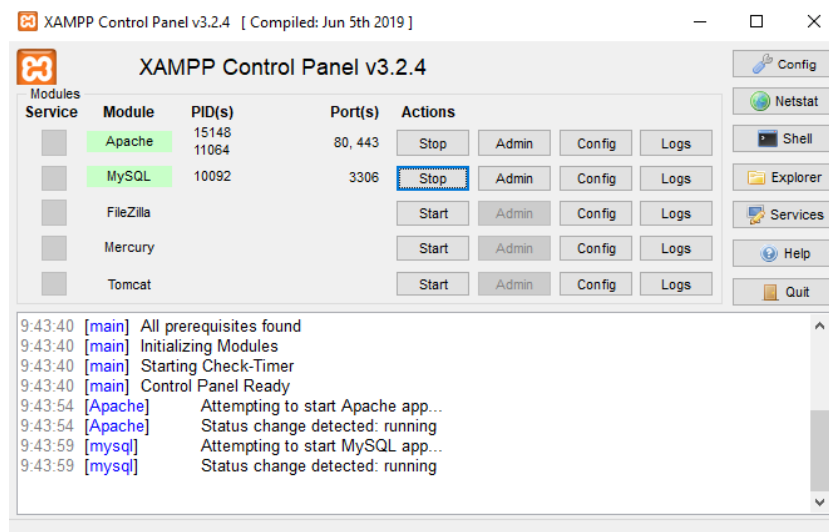 XAMPP Control Panel v3.2.4 [ Compiled: Jun 5th 2019 ]
XAMPP Control Panel v3.2.4
Config
Modules
Service Module PID(s) Port(s) Actions
Netstat
Apache 15148 11064 80, 443 Stop Admin Config Logs
Shell
MySQL 10092 3306 Stop Admin Config Logs
Explorer
FileZilla Start Admin Config Logs
Services
Mercury Start Admin Config Logs
Help
Tomcat Start Admin Config Logs
Quit
9:43:40 [main] All prerequisites found
9:43:40 [main] Initializing Modules
9:43:40 [main] Starting Check-Timer
9:43:40 [main] Control Panel Ready
9:43:54 [Apache] Attempting to start Apache app...
9:43:54 [Apache] Status change detected: running
9:43:59 [mysql] Attempting to start MySQL app...
9:43:59 [mysql] Status change detected: running